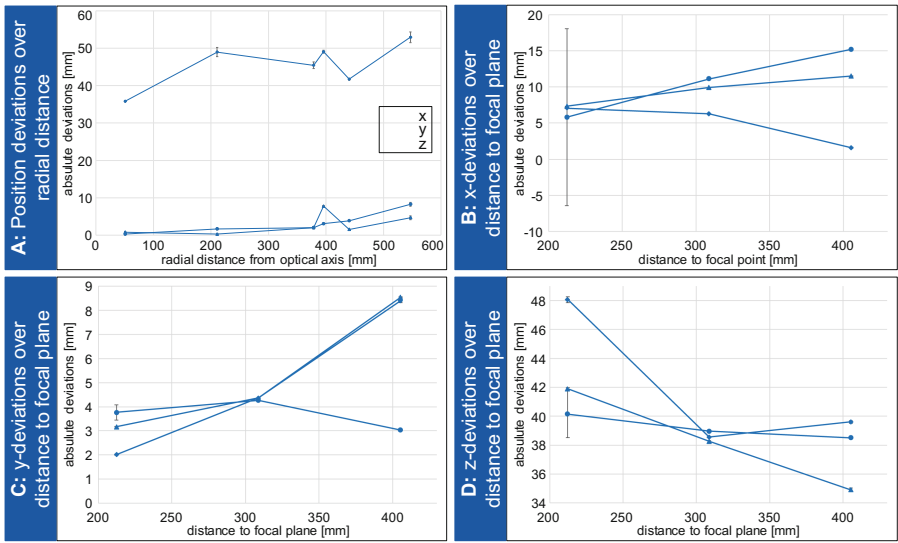 A: Position deviations over
radial distance
absulute deviations [mm]
60
50
40
30
20
10
0
0
100
200
300
400
500
600
radial distance from optical axis [mm]
x
y
z
B: x-deviations over
distance to focal plane
absulute deviations [mm]
20
15
10
5
0
-5
-10
200
250
300
350
400
distance to focal point [mm]
C: y-deviations over
distance to focal plane
absolute deviations [mm]
9
8
7
6
5
4
3
2
1
0
200
250
300
350
400
distance to focal plane [mm]
D: z-deviations over
distance to focal plane
absolute deviations [mm]
48
46
44
42
40
38
36
34
200
250
300
350
400
distance to focal plane [mm]